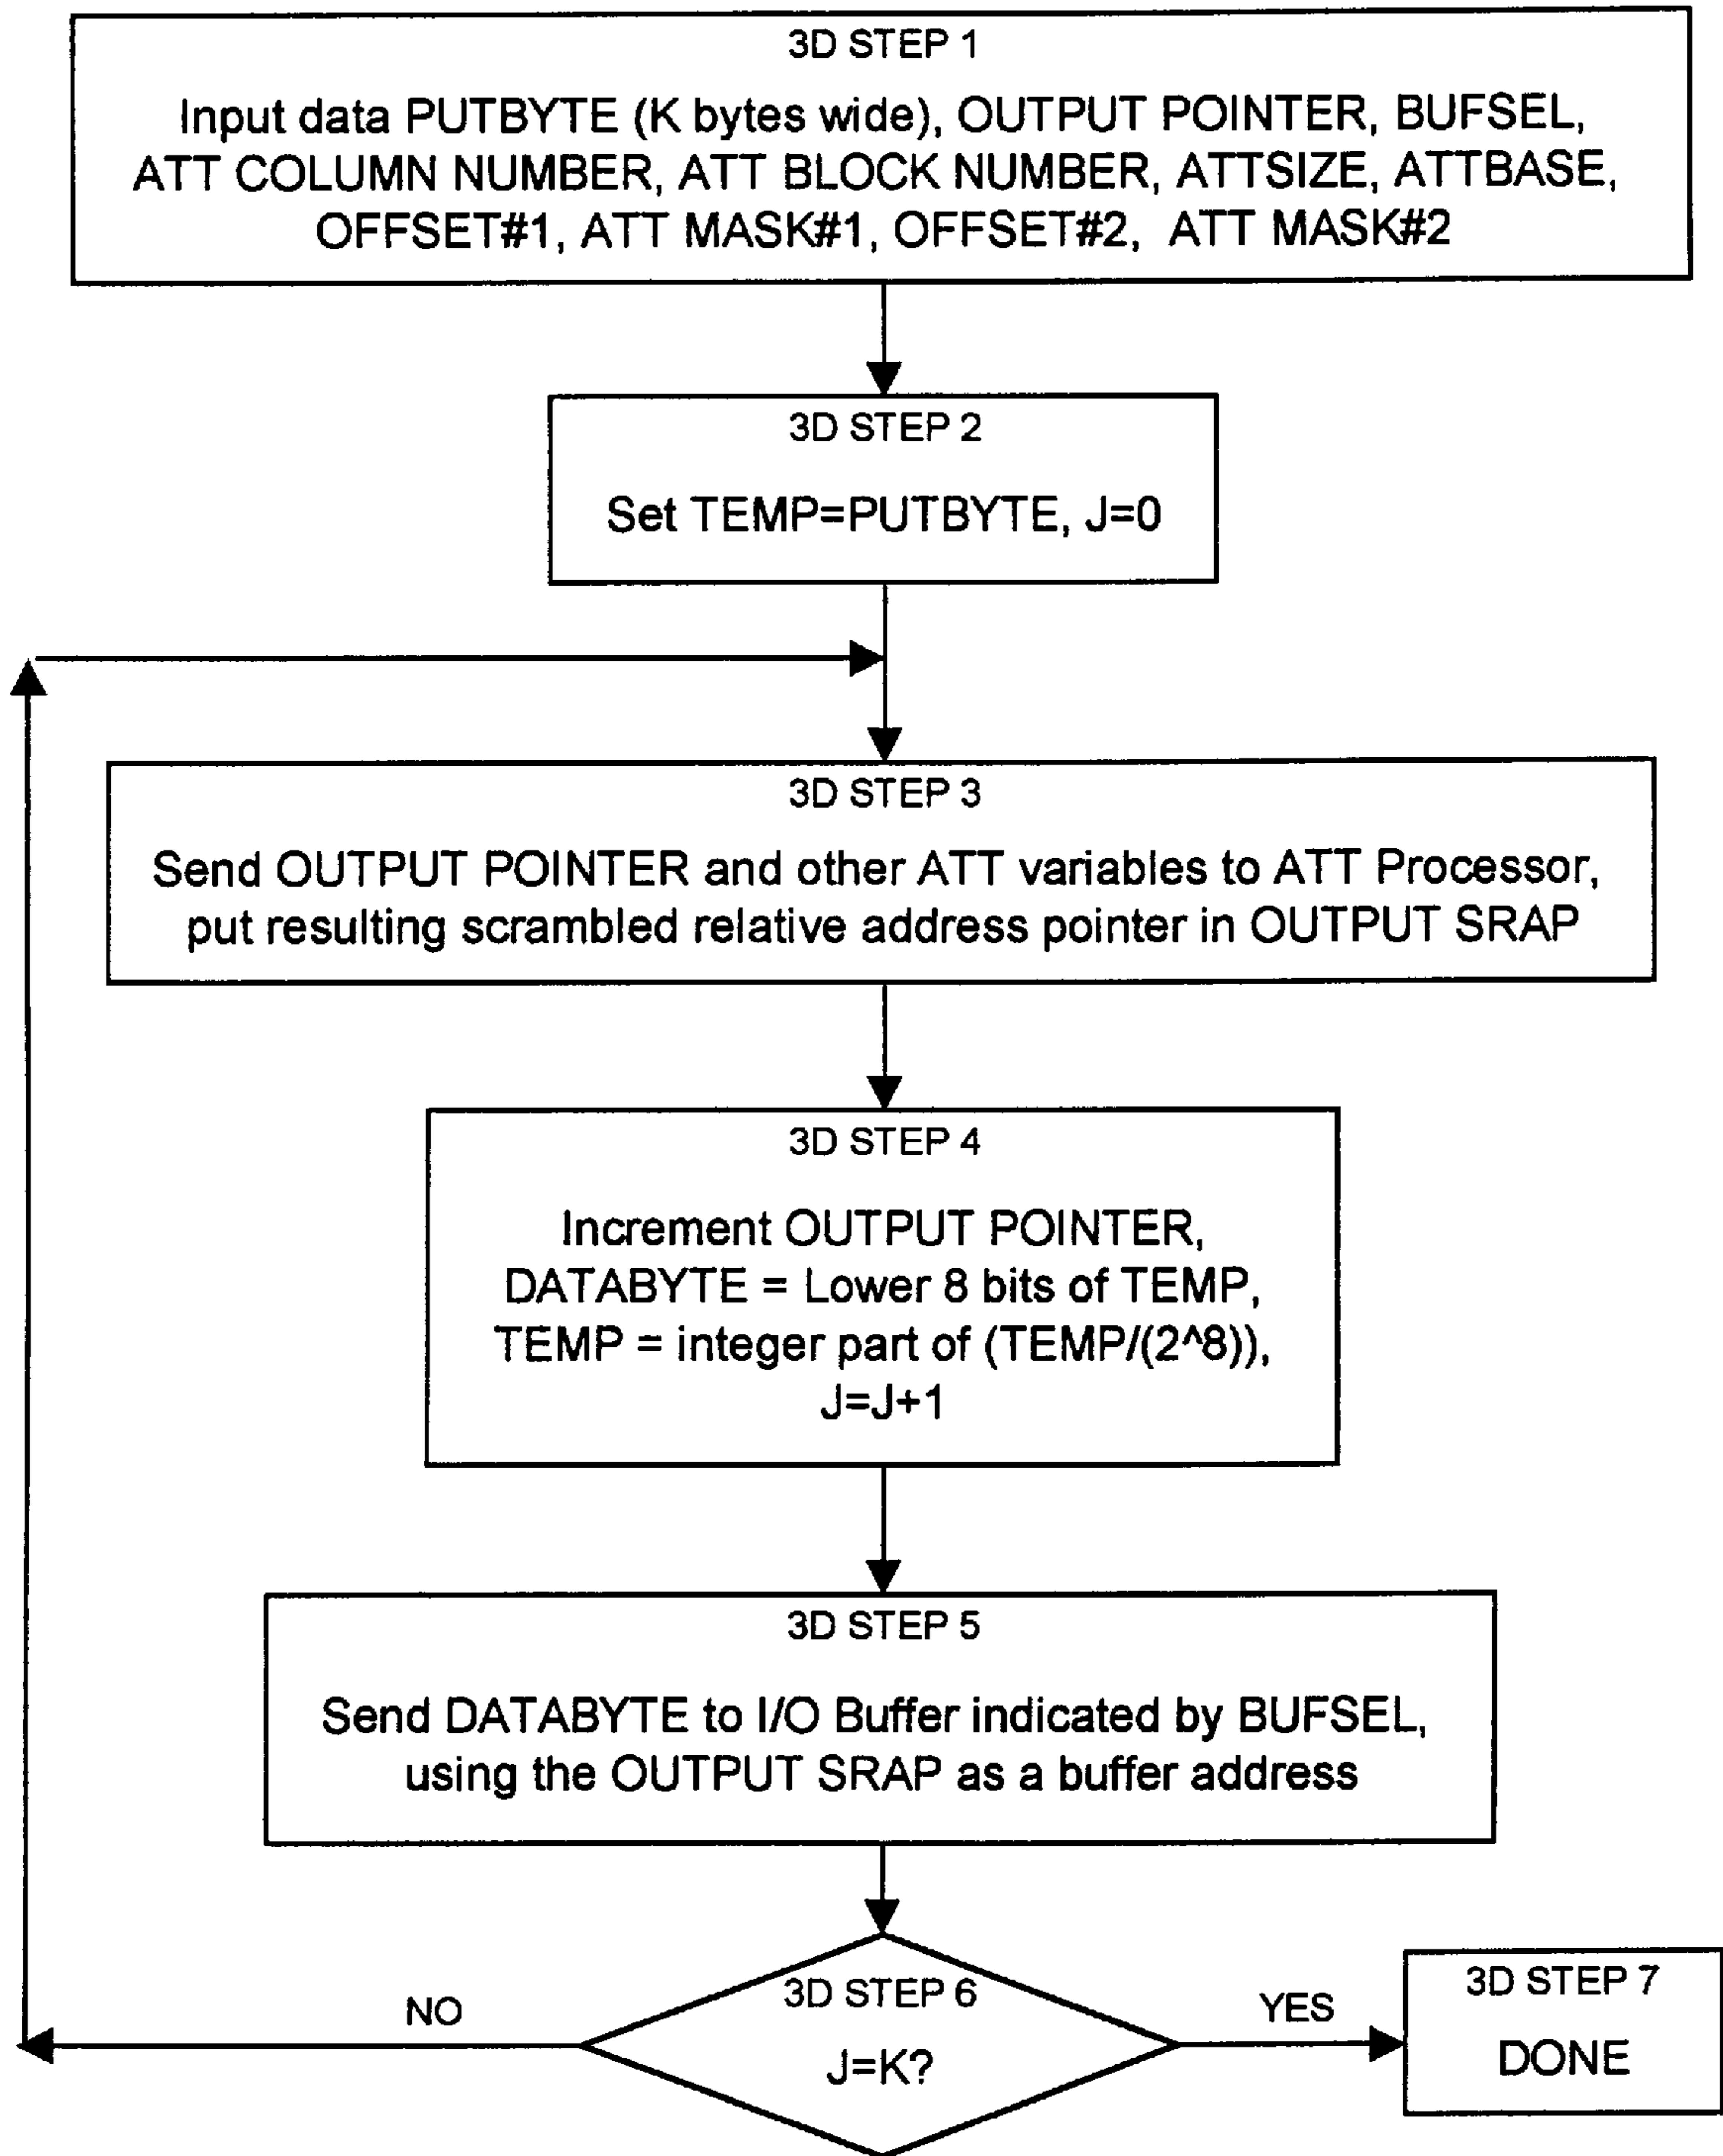 3D STEP 1
Input data PUTBYTE (K bytes wide), OUTPUT POINTER, BUFSEL,
ATT COLUMN NUMBER, ATT BLOCK NUMBER, ATTSIZE, ATTBASE,
OFFSET#1, ATT MASK#1, OFFSET#2, ATT MASK#2
3D STEP 2
Set TEMP=PUTBYTE, J=0
3D STEP 3
Send OUTPUT POINTER and other ATT variables to ATT Processor,
put resulting scrambled relative address pointer in OUTPUT SRAP
3D STEP 4
Increment OUTPUT POINTER,
DATABYTE = Lower 8 bits of TEMP,
TEMP = integer part of (TEMP/(2^8)),
J=J+1
3D STEP 5
Send DATABYTE to I/O Buffer indicated by BUFSEL,
using the OUTPUT SRAP as a buffer address
3D STEP 6
J=K?
NO
YES
3D STEP 7
DONE